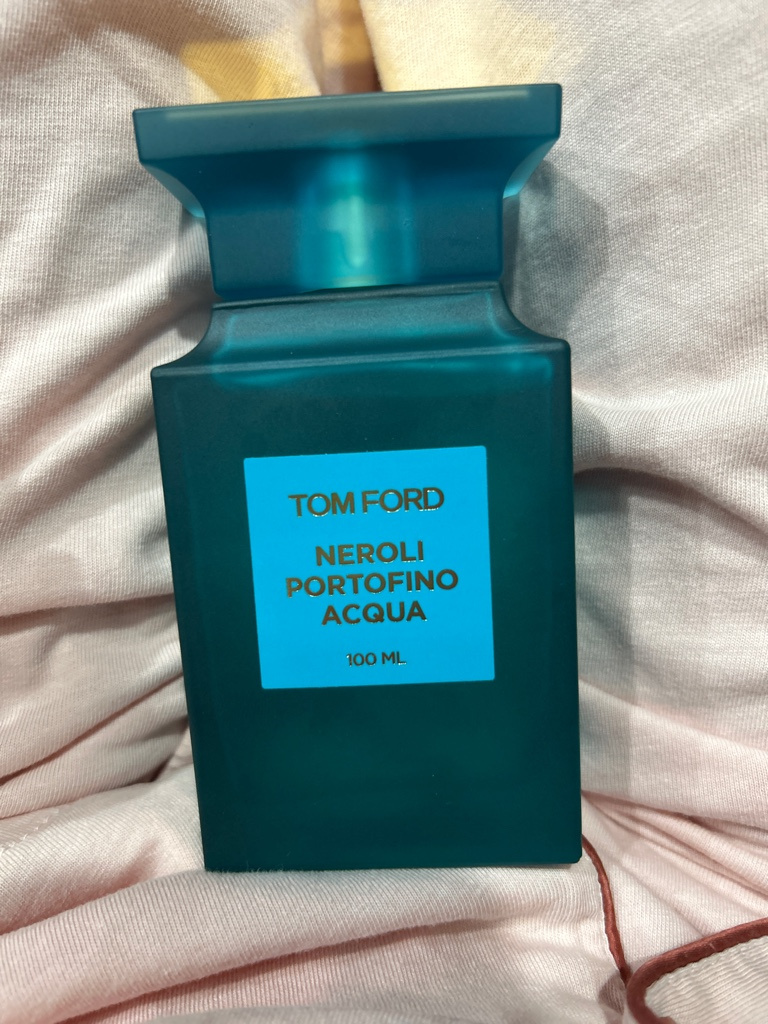 TOM FORD
NEROLI
PORTOFINO
ACQUA
100 ML